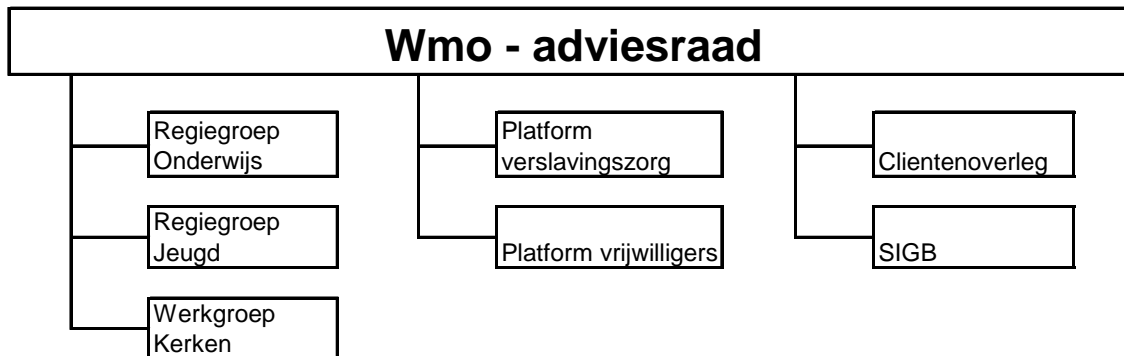 Wmo - adviesraad
Regiegroep
Onderwijs
Regiegroep
Jeugd
Werkgroep
Kerken
Platform
verslavingszorg
Platform vrijwilligers
Clientenoverleg
SIGB